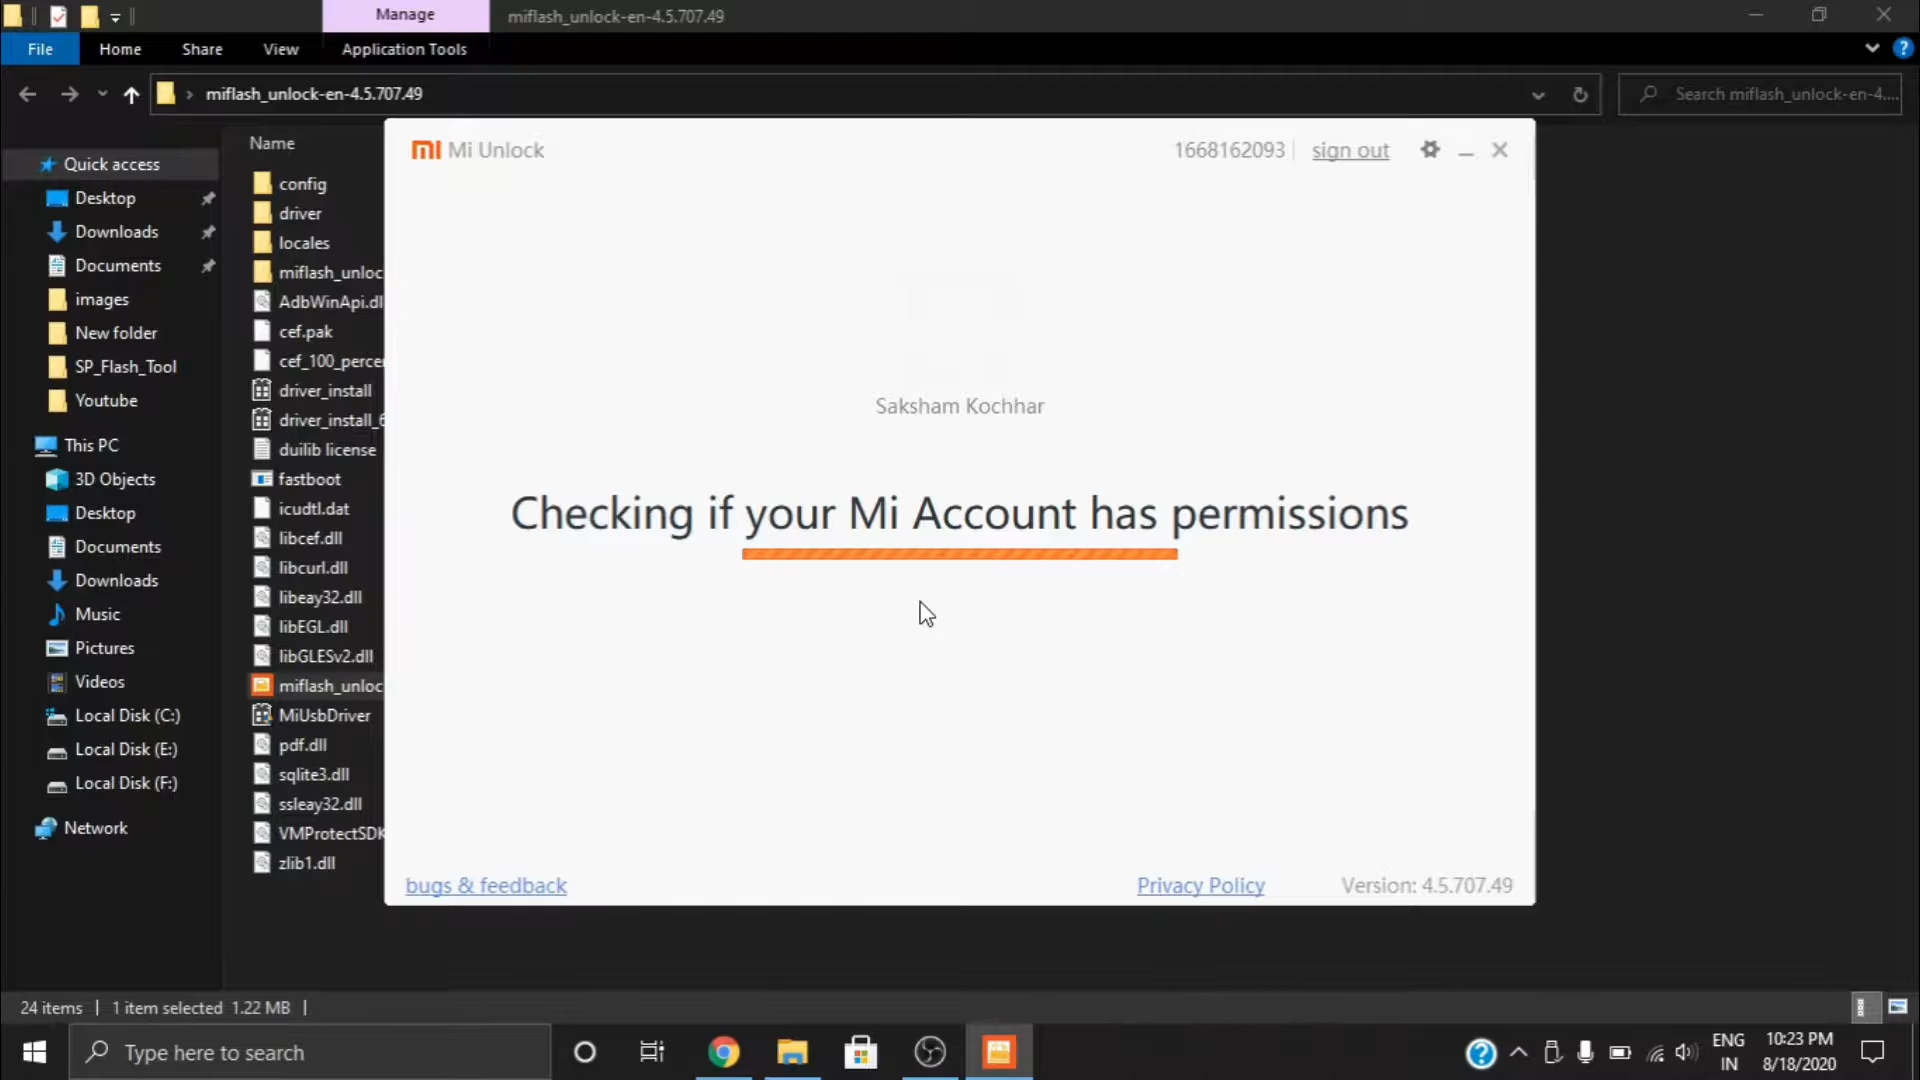 Manage
miflash_unlock-en-4.5.707.49
File
Home
Share
View
Application Tools
miflash_unlock-en-4.5.707.49
Search miflash_unlock-en-4....
Quick access
Desktop
Downloads
Documents
images
New folder
SP_Flash_Tool
Youtube
This PC
3D Objects
Desktop
Documents
Downloads
Music
Pictures
Videos
Local Disk (C:)
Local Disk (E:)
Local Disk (F:)
Network
Name
config
driver
locales
miflash_unloc
AdbWinApi.dl
cef.pak
cef_100_percer
driver_install
driver_install_6
duilib license
fastboot
icudtl.dat
libcef.dll
libcurl.dll
libeay32.dll
libEGL.dll
libGLESv2.dll
miflash_unloc
MiUsbDriver
pdf.dll
sqlite3.dll
ssleay32.dll
VMProtectSDK
zlib1.dll
mi Mi Unlock
1668162093
sign out
Saksham Kochhar
Checking if your Mi Account has permissions
bugs & feedback
Privacy Policy
Version: 4.5.707.49
24 items
1 item selected 1.22 MB
Type here to search
ENG
IN
10:23 PM
8/18/2020